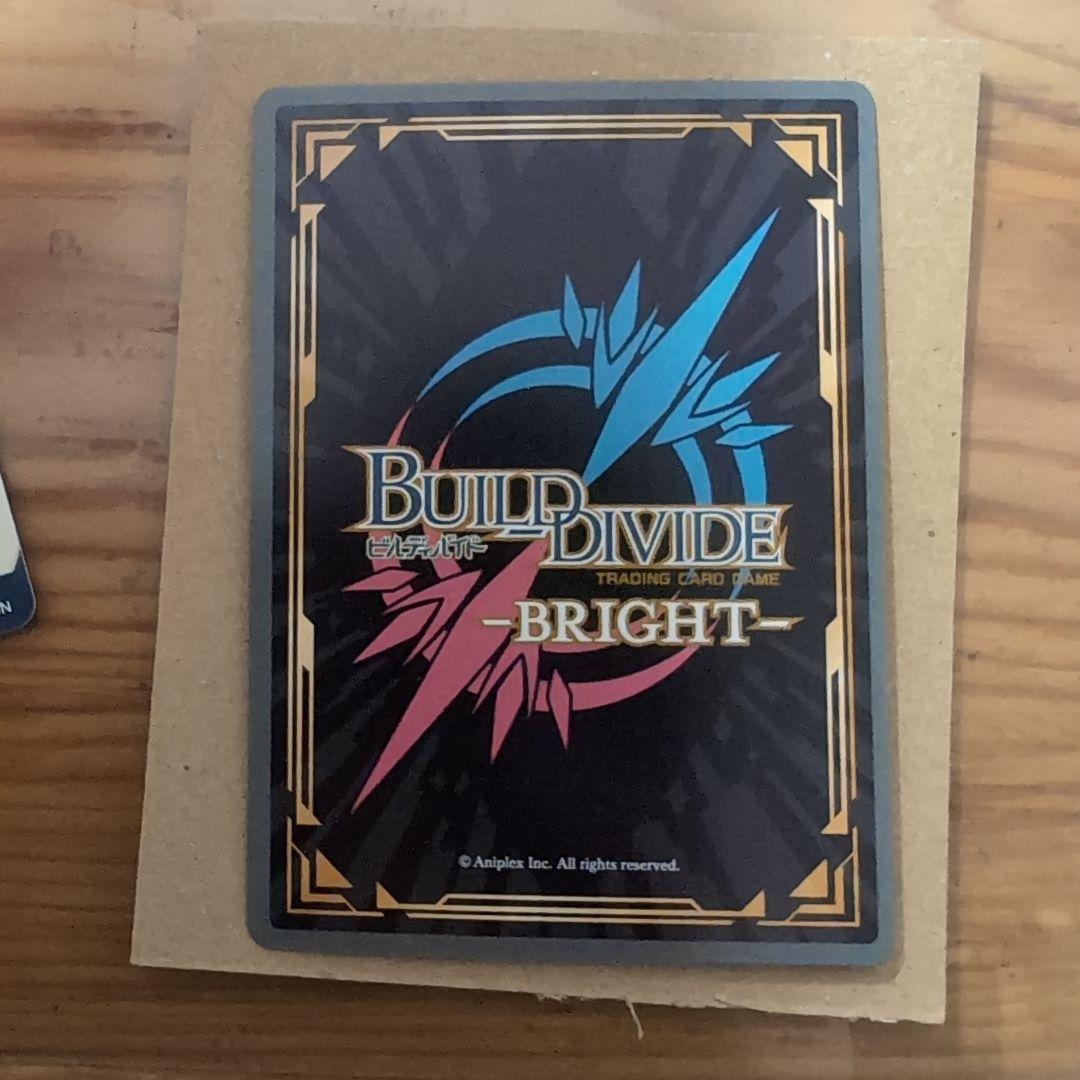 BUILD DIVIDE
ビルディバイド
TRADING CARD GAME
-BRIGHT-
© Aniplex Inc. All rights reserved.
N